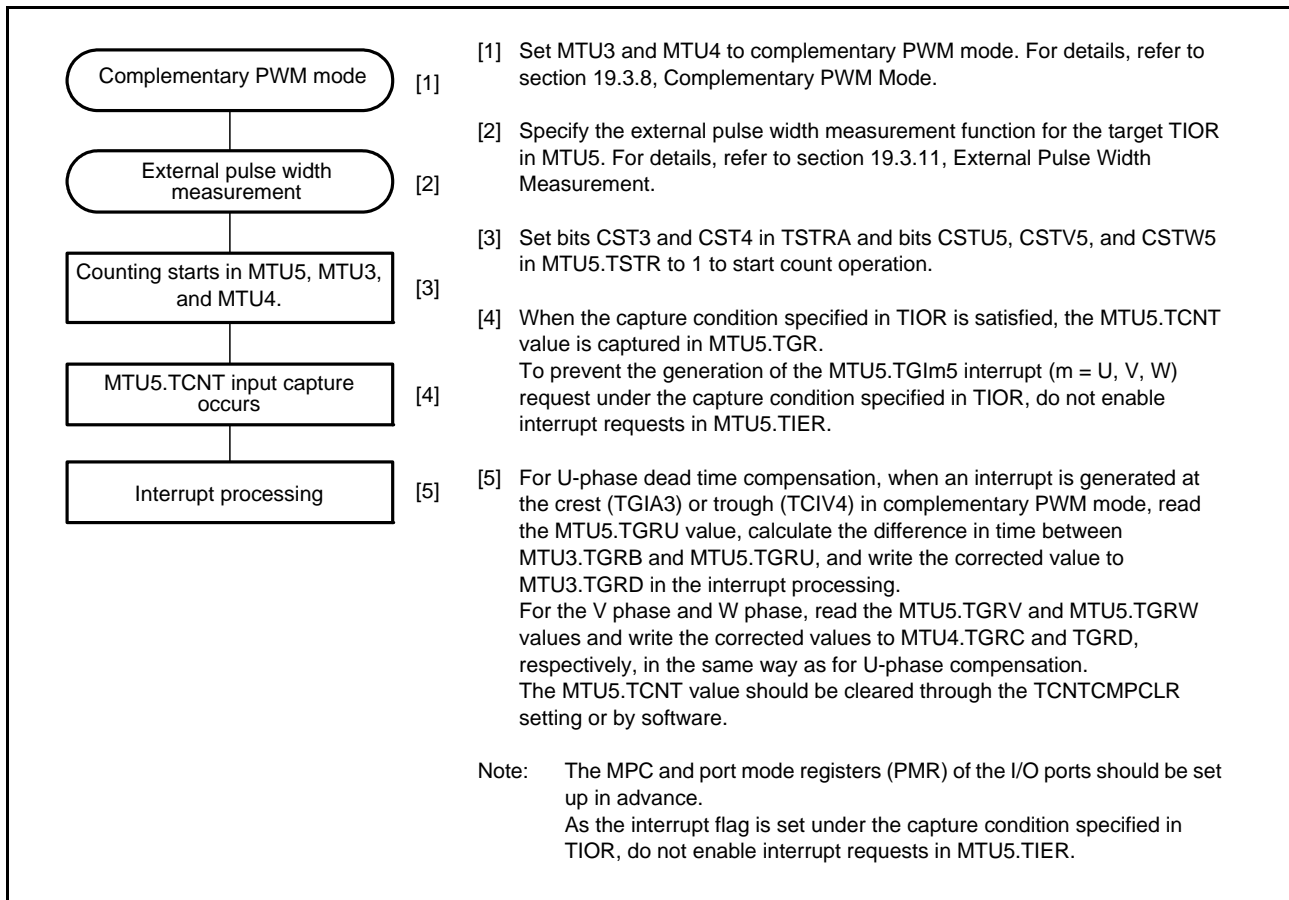 Complementary PWM mode
[1]
External pulse width
measurement
[2]
Counting starts in MTU5, MTU3,
and MTU4.
[3]
MTU5.TCNT input capture
occurs
[4]
Interrupt processing
[5]
[1] Set MTU3 and MTU4 to complementary PWM mode. For details, refer to
section 19.3.8, Complementary PWM Mode.
[2] Specify the external pulse width measurement function for the target TIOR
in MTU5. For details, refer to section 19.3.11, External Pulse Width
Measurement.
[3] Set bits CST3 and CST4 in TSTRA and bits CSTU5, CSTV5, and CSTW5
in MTU5.TSTR to 1 to start count operation.
[4] When the capture condition specified in TIOR is satisfied, the MTU5.TCNT
value is captured in MTU5.TGR.
To prevent the generation of the MTU5.TGIm5 interrupt (m = U, V, W)
request under the capture condition specified in TIOR, do not enable
interrupt requests in MTU5.TIER.
[5] For U-phase dead time compensation, when an interrupt is generated at
the crest (TGIA3) or trough (TCIV4) in complementary PWM mode, read
the MTU5.TGRU value, calculate the difference in time between
MTU3.TGRB and MTU5.TGRU, and write the corrected value to
MTU3.TGRD in the interrupt processing.
For the V phase and W phase, read the MTU5.TGRV and MTU5.TGRW
values and write the corrected values to MTU4.TGRC and TGRD,
respectively, in the same way as for U-phase compensation.
The MTU5.TCNT value should be cleared through the TCNTCMPCLR
setting or by software.
Note: The MPC and port mode registers (PMR) of the I/O ports should be set
up in advance.
As the interrupt flag is set under the capture condition specified in
TIOR, do not enable interrupt requests in MTU5.TIER.